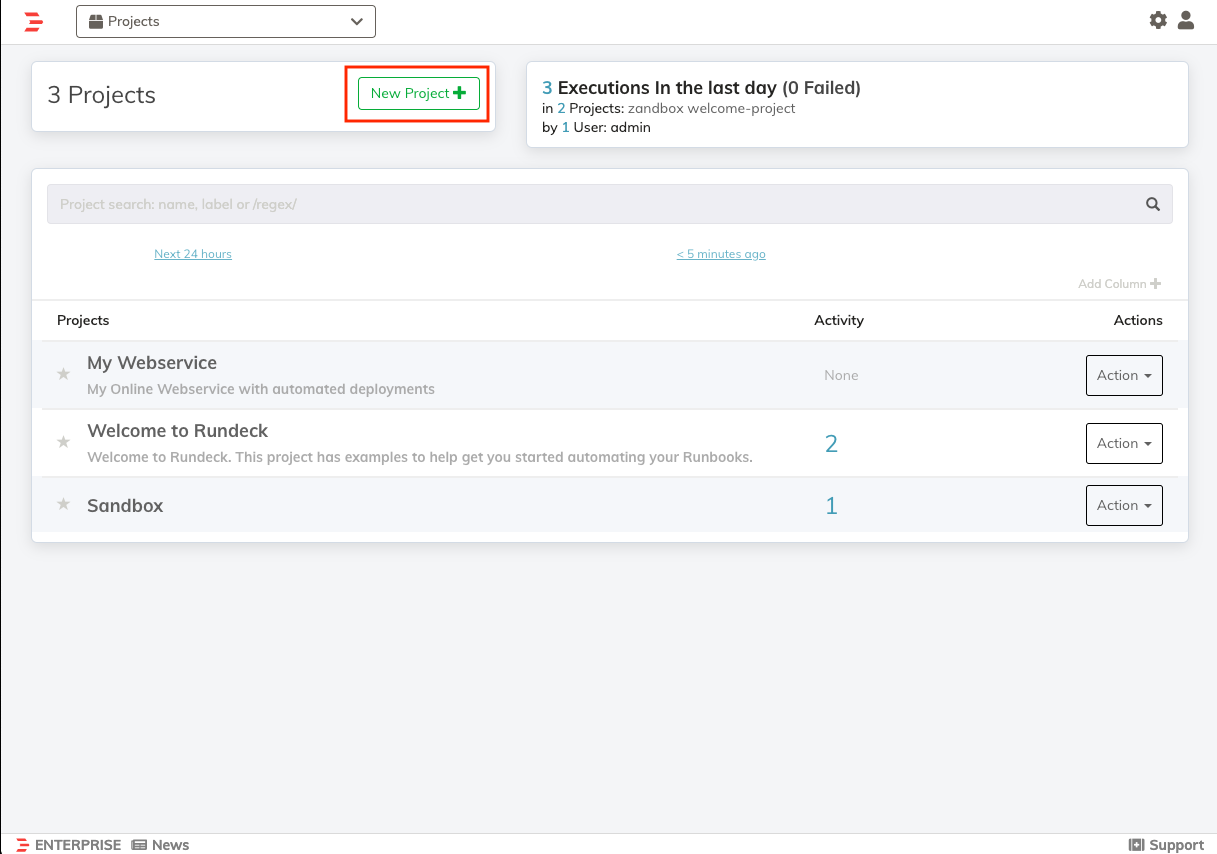 Projects
3 Projects
New Project
3 Executions In the last day (0 Failed)
in 2 Projects: zandbox welcome-project
by 1 User: admin
Project search: name, label or /regex/
Next 24 hours
< 5 minutes ago
Add Column
Projects
Activity
Actions
My Webservice
My Online Webservice with automated deployments
None
Action
Welcome to Rundeck
Welcome to Rundeck. This project has examples to help get you started automating your Runbooks.
2
Action
Sandbox
1
Action
ENTERPRISE
News
Support